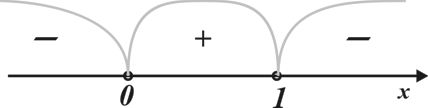 − + −
0 1 x